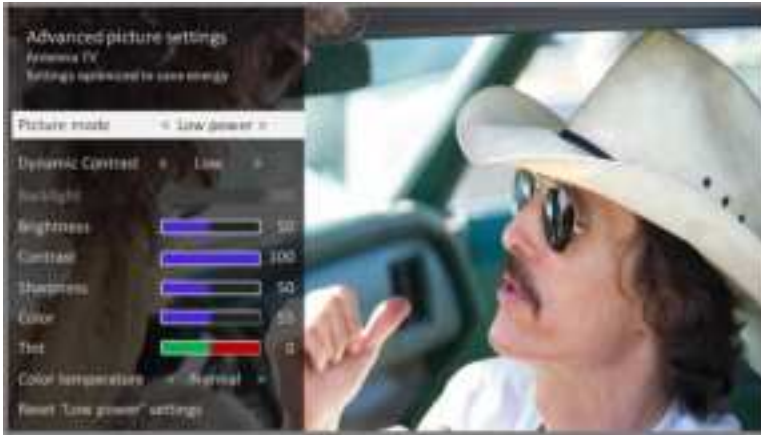 Advanced picture settings
Antenna TV
Settings optimized to save energy
Picture mode Low power
Dynamic Contrast Low
Backlight
Brightness 50
Contrast 100
Sharpness 50
Color
Tint 0
Color temperature Normal
Reset "Low power" settings